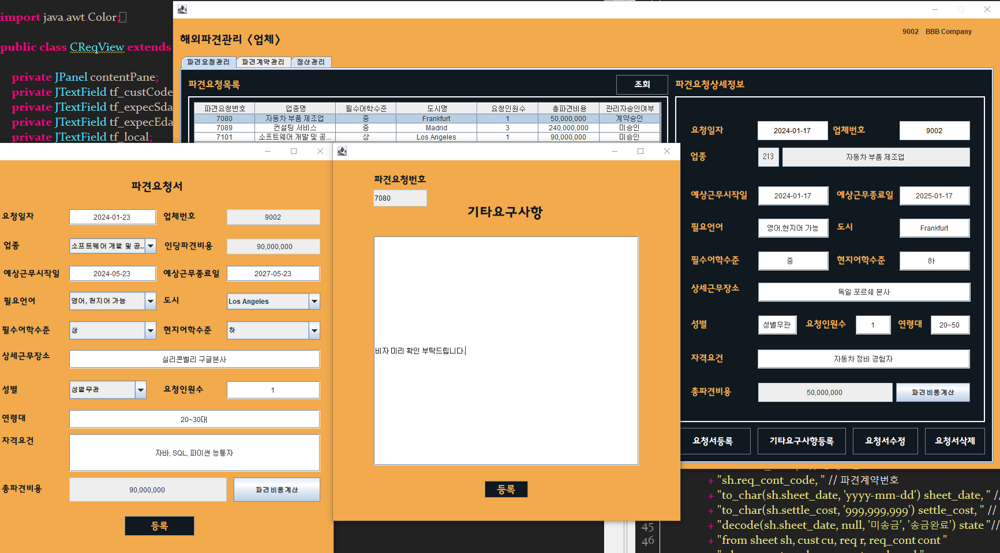 import java.awt.Color;
public class CReqView extends
private JPanel contentPane;
private JTextField tf_custCode
private JTextField tf_expecSda
private JTextField tf_expecEda
private JTextField tf_local;
9002 BBB Company
해외파견관리 <업체>
파견요청관리 파견계약관리 정산관리
파견요청목록 조회
파견요청번호 업종명 필수어학수준 도시명 요청인원수 총파견비용 관리자승인여부
7080 자동차 부품 제조업 중 Frankfurt 1 50,000,000 계약승인
7089 컨설팅 서비스 중 Madrid 3 240,000,000 미승인
7101 소프트웨어 개발 및 공... 상 Los Angeles 1 90,000,000 미승인
파견요청상세정보
요청일자 2024-01-17 업체번호 9002
업종 213 자동차 부품 제조업
예상근무시작일 2024-01-17 예상근무종료일 2025-01-17
필요언어 영어,현지어 가능 도시 Frankfurt
필수어학수준 중 현지어학수준 하
상세근무장소 독일 포르쉐 본사
성별 성별무관 요청인원수 1 연령대 20~50
자격요건 자동차 정비 경험자
총파견비용 50,000,000 파견비용계산
요청서등록 기타요구사항등록 요청서수정 요청서삭제
파견요청서
요청일자 2024-01-23 업체번호 9002
업종 소프트웨어 개발 및 공... 인당파견비용 90,000,000
예상근무시작일 2024-05-23 예상근무종료일 2027-05-23
필요언어 영어, 현지어 가능 도시 Los Angeles
필수어학수준 상 현지어학수준 하
상세근무장소 실리콘밸리 구글본사
성별 성별무관 요청인원수 1
연령대 20~30대
자격요건 자바, SQL, 파이썬 능통자
총파견비용 90,000,000 파견비용계산
등록
파견요청번호
7080
기타요구사항
비자 미리 확인 부탁드립니다.
등록
+ "sh.req_cont_code, " // 파견계약번호
+ "to_char(sh.sheet_date, 'yyyy-mm-dd') sheet_date, " //
+ "to_char(sh.settle_cost, '999,999,999') settle_cost, " //
45 + "decode(sh.sheet_date, null, '미송금', '송금완료') state "//
46 + "from sheet sh, cust cu, req r, req_cont cont "